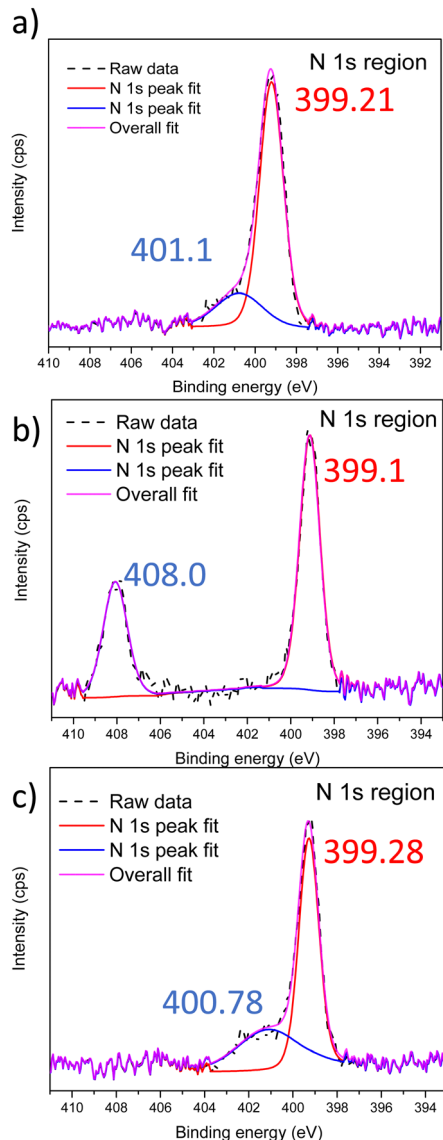 a)
N 1s region
Raw data
N 1s peak fit
N 1s peak fit
Overall fit
399.21
401.1
Intensity (cps)
410 408 406 404 402 400 398 396 394 392
Binding energy (eV)
b)
N 1s region
Raw data
N 1s peak fit
N 1s peak fit
Overall fit
399.1
408.0
Intensity (cps)
410 408 406 404 402 400 398 396 394
Binding energy (eV)
c)
N 1s region
Raw data
N 1s peak fit
N 1s peak fit
Overall fit
399.28
400.78
Intensity (cps)
410 408 406 404 402 400 398 396 394
Binding energy (eV)